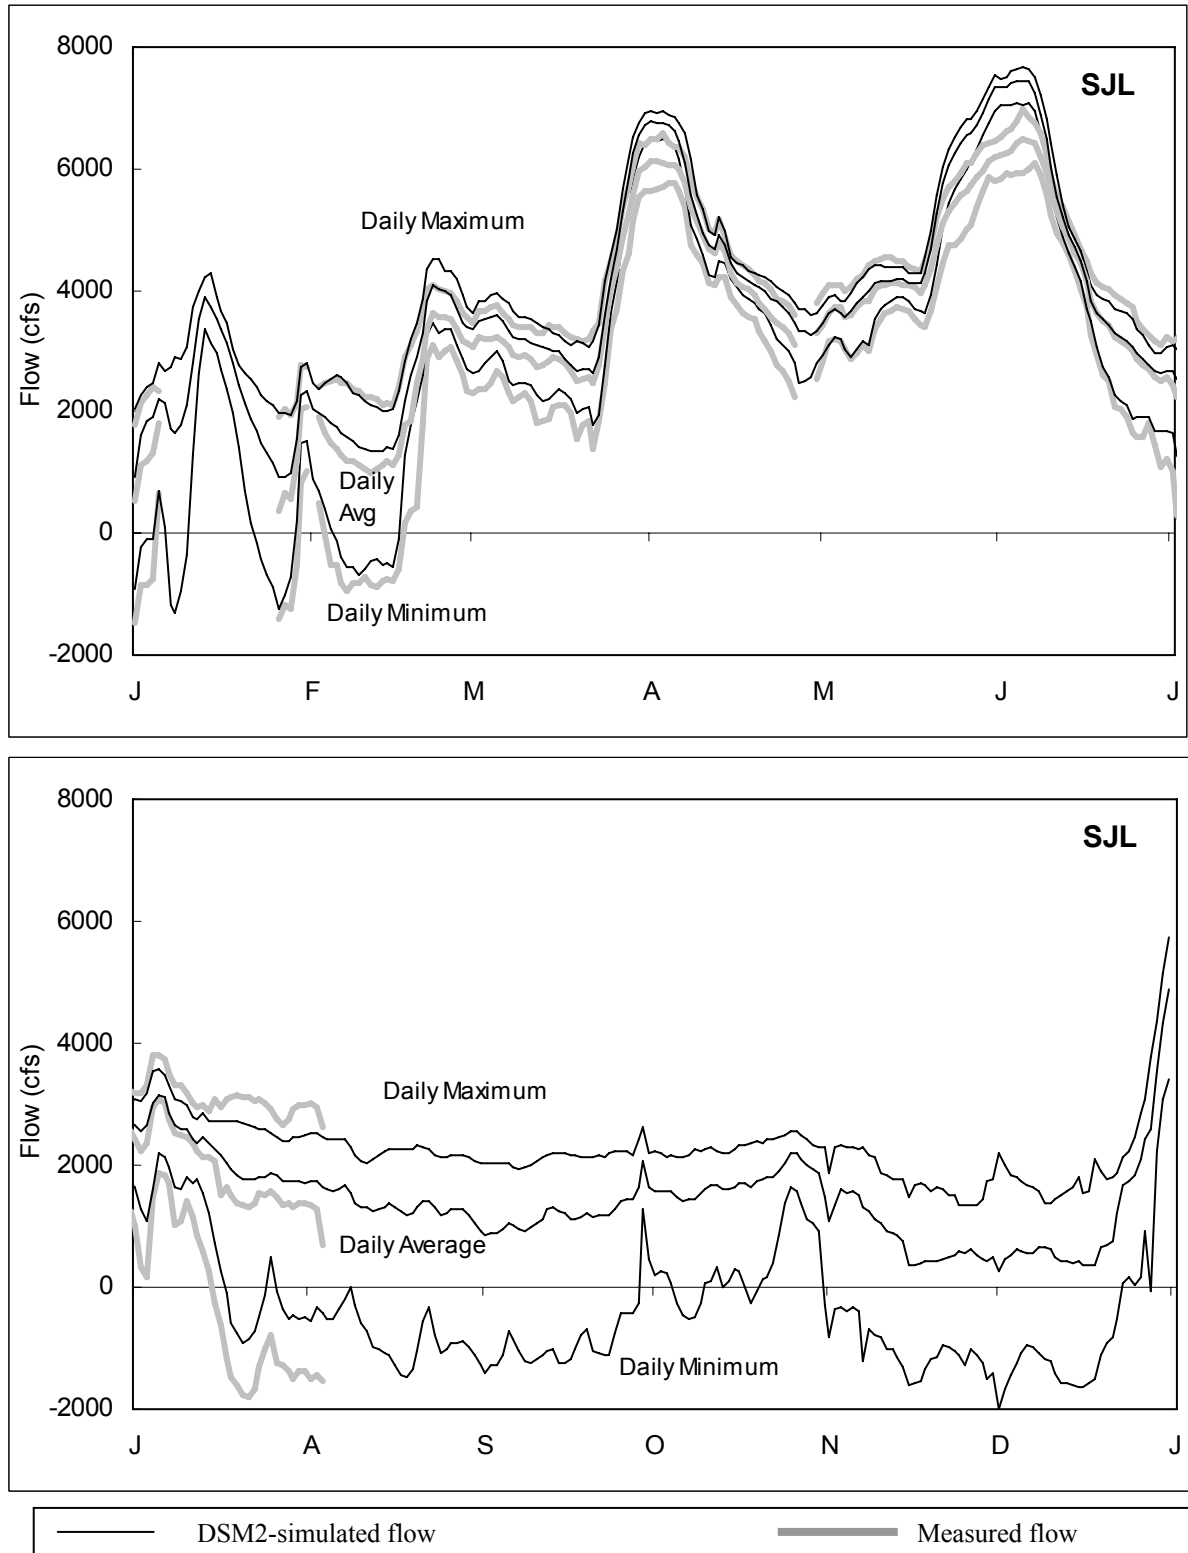 8000
SJL
6000
Daily Maximum
Flow (cfs)
4000
2000
Daily
Avg
0
Daily Minimum
-2000
J F M A M J J
8000
SJL
6000
Flow (cfs)
4000
Daily Maximum
2000
Daily Average
0
Daily Minimum
-2000
J A S O N D J
DSM2-simulated flow Measured flow